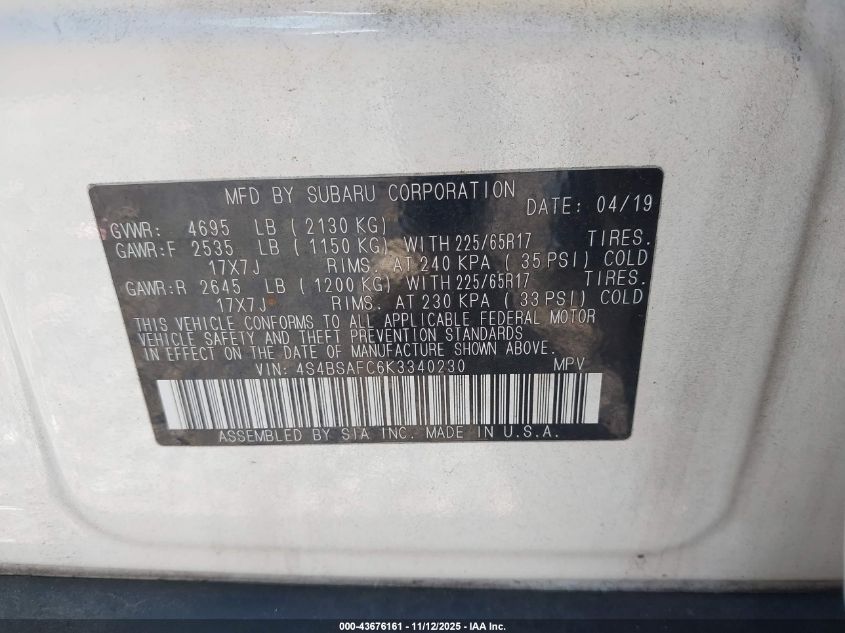 MFD BY SUBARU CORPORATION DATE: 04/19
GVWR: 4695 LB ( 2130 KG)
GAWR:F 2535 LB ( 1150 KG) WITH 225/65R17 TIRES.
17X7J RIMS. AT 240 KPA ( 35 PSI) COLD
GAWR:R 2645 LB ( 1200 KG) WITH 225/65R17 TIRES.
17X7J RIMS. AT 230 KPA ( 33 PSI) COLD
THIS VEHICLE CONFORMS TO ALL APPLICABLE FEDERAL MOTOR
VEHICLE SAFETY AND THEFT PREVENTION STANDARDS
IN EFFECT ON THE DATE OF MANUFACTURE SHOWN ABOVE.
VIN: 4S4BSAFC6K3340230 MPV
ASSEMBLED BY SIA INC. MADE IN U.S.A.
000-43676161 - 11/12/2025 - IAA Inc.